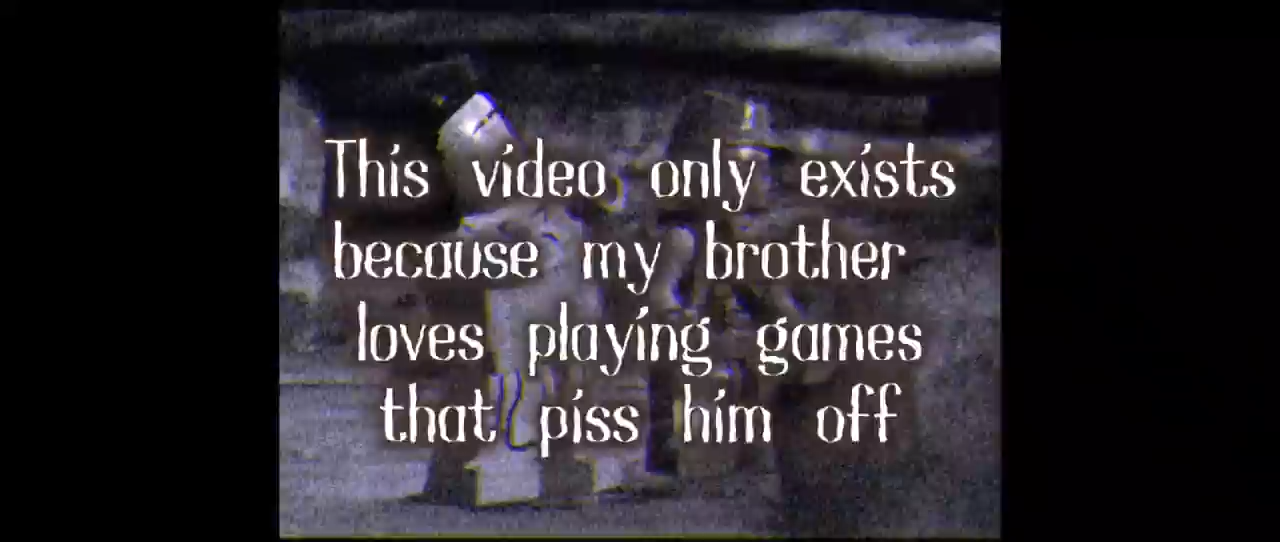 This video only exists
because my brother
loves playing games
that piss him off